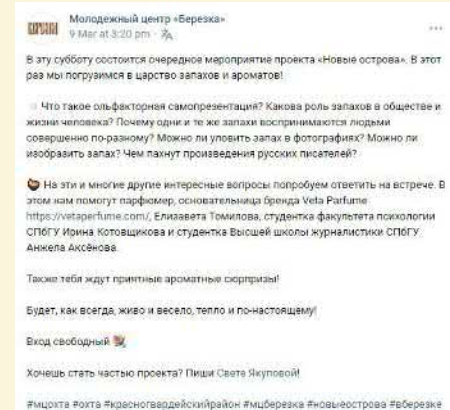 Молодежный центр «Березка»
9 Mar at 3:20 pm
В эту субботу состоится очередное мероприятие проекта «Новые острова». В этот
раз мы погрузимся в царство запахов и ароматов!
Что такое ольфакторная самопрезентация? Какова роль запахов в обществе и
жизни человека? Почему одни и те же запахи воспринимаются людьми
совершенно по-разному? Можно ли уловить запах в фотографиях? Можно ли
изобразить запах? Чем пахнут произведения русских писателей?
На эти и многие другие интересные вопросы попробуем ответить на встрече. В
этом нам помогут парфюмер, основательница бренда Veta Parfume
https://vetaperfume.com/, Елизавета Томилова, студентка факультета психологии
СПбГУ Ирина Котовщикова и студентка Высшей школы журналистики СПбГУ
Анжела Аксёнова.
Также тебя ждут приятные ароматные сюрпризы!
Будет, как всегда, живо и весело, тепло и по-настоящему!
Вход свободный
Хочешь стать частью проекта? Пиши Свете Якуповой!
#мцохта #охта #красногвардейскийрайон #мцберезка #новыеострова #вберезке